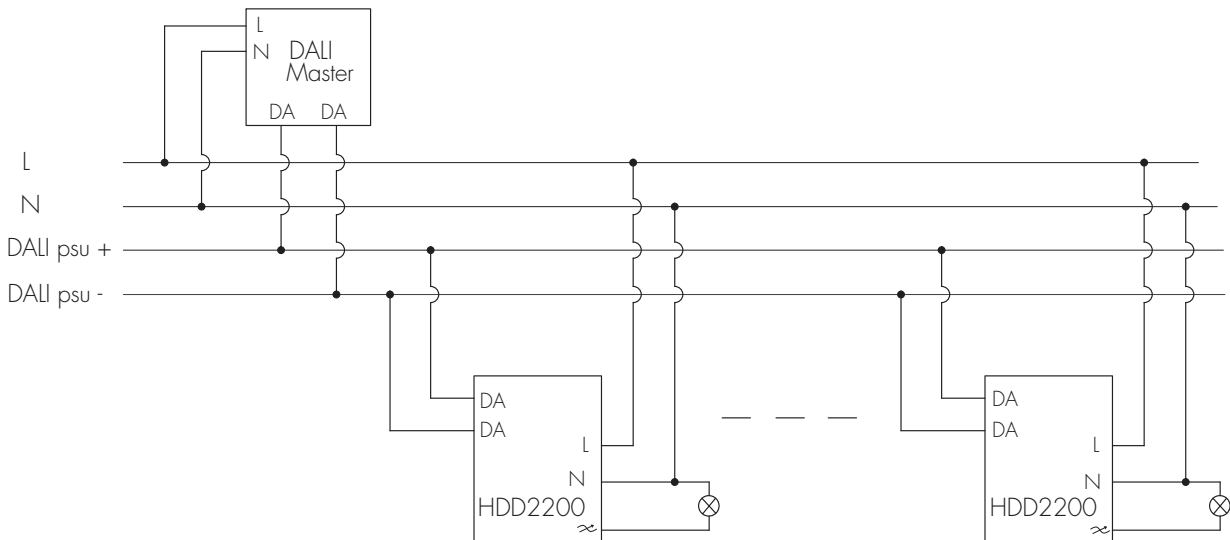 L
N
DALI
Master
DA DA
L
N
DALI psu +
DALI psu -
DA
DA
L
N
HDD2200
DA
DA
L
N
HDD2200